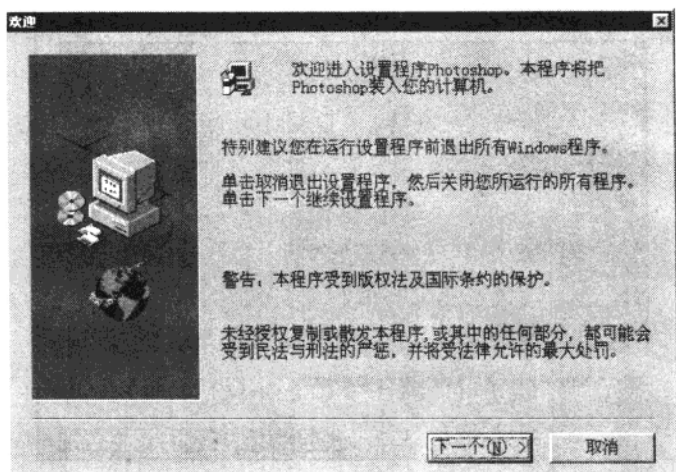 欢迎
欢迎进入设置程序Photoshop。本程序将把
Photoshop装入您的计算机。
特别建议您在运行设置程序前退出所有Windows程序。
单击取消退出设置程序，然后关闭您所运行的所有程序。
单击下一个继续设置程序。
警告：本程序受到版权法及国际条约的保护。
未经授权复制或散发本程序,或其中的任何部分，都可能会
受到民法与刑法的严惩，并将受法律允许的最大处罚。
下一个(N) >
取消